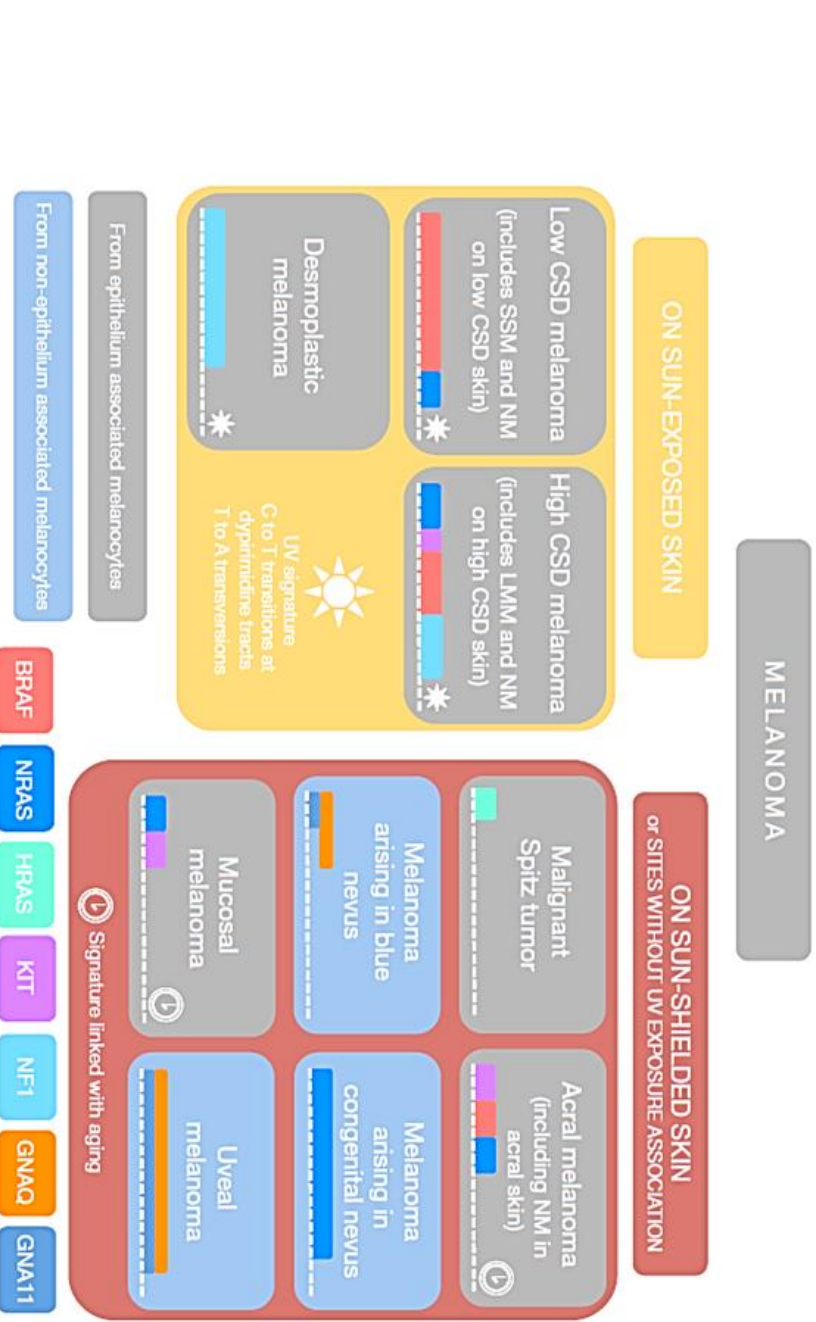 MELANOMA
ON SUN-EXPOSED SKIN
Low CSD melanoma
(includes SSM and NM
on low CSD skin)
High CSD melanoma
(includes LMM and NM
on high CSD skin)
Desmoplastic
melanoma
UV signature
C to T transitions at
dypirimidine tracts
T to A transversions
ON SUN-SHIELDED SKIN
or SITES WITHOUT UV EXPOSURE ASSOCIATION
Malignant
Spitz tumor
Acral melanoma
(including NM in
acral skin)
Melanoma
arising in blue
nevus
Melanoma
arising in
congenital nevus
Mucosal
melanoma
Uveal
melanoma
Signature linked with aging
From epithelium associated melanocytes
From non-epithelium associated melanocytes
BRAF
NRAS
HRAS
KIT
NF1
GNAQ
GNA11